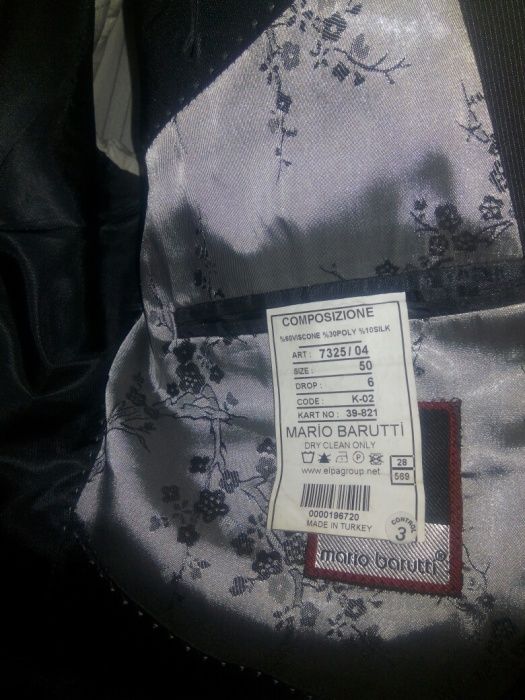 COMPOSIZIONE
%60VISCONE %30POLY %10SILK
ART : 7325/04
SIZE : 50
DROP : 6
CODE : K-02
KART NO : 39-821
MARİO BARUTTİ
DRY CLEAN ONLY
P
www.elpagroup.net
28
569
0000196720
MADE IN TURKEY
CONTROL
3
mario barutti